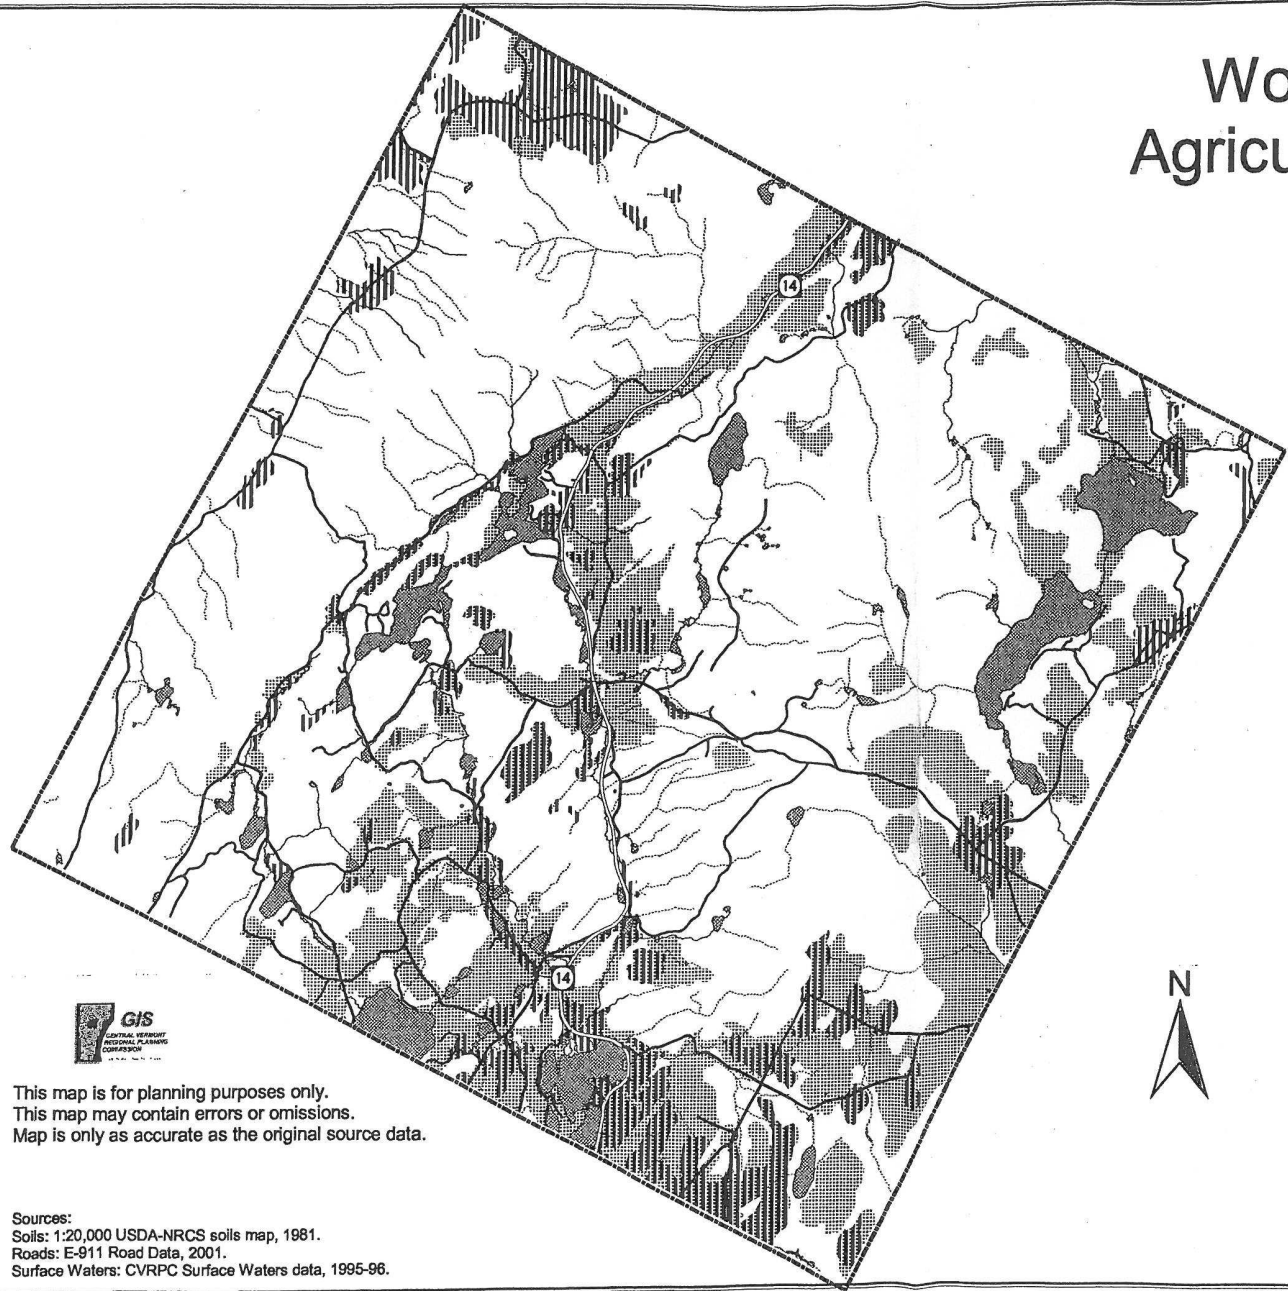 Wo
Agricu
14
14
N
GIS
CENTRAL VERMONT
REGIONAL PLANNING
COMMISSION
This map is for planning purposes only.
This map may contain errors or omissions.
Map is only as accurate as the original source data.
Sources:
Soils: 1:20,000 USDA-NRCS soils map, 1981.
Roads: E-911 Road Data, 2001.
Surface Waters: CVRPC Surface Waters data, 1995-96.